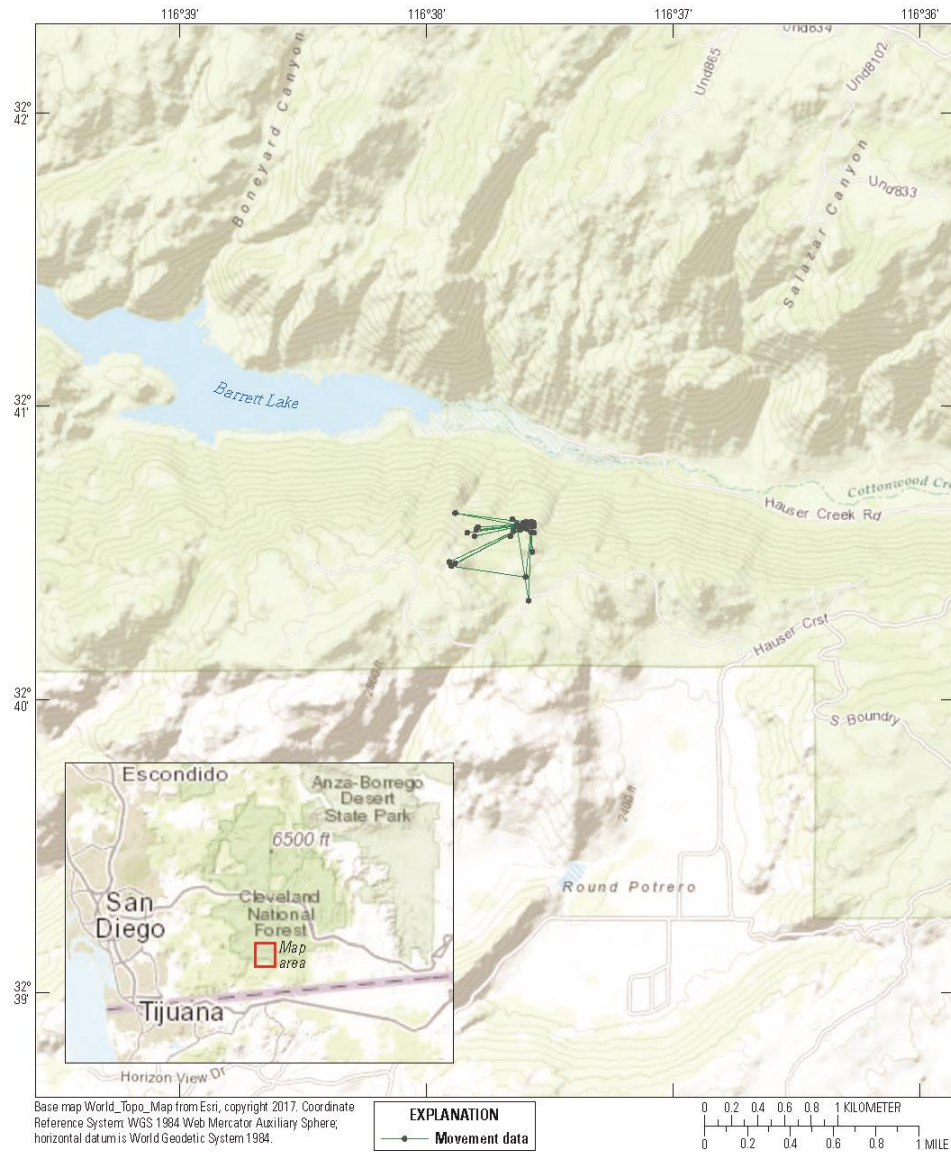 116°39'
116°38'
116°37'
116°36'
32°
42'
32°
41'
32°
40'
32°
39'
Und834
Und865
Und8102
Boneyard Canyon
Salazar Canyon
Und833
Barrett Lake
Cottonwood Cre
Hauser Creek Rd
Hauser Crst
2400 ft
S Boundry
2400 ft
Round Potrero
Escondido
Anza-Borrego
Desert
State Park
6500 ft
Cleveland
National
Forest
San
Diego
Map
area
Tijuana
Horizon View Dr
Base map World_Topo_Map from Esri, copyright 2017. Coordinate
Reference System: WGS 1984 Web Mercator Auxiliary Sphere;
horizontal datum is World Geodetic System 1984.
EXPLANATION
Movement data
0 0.2 0.4 0.6 0.8 1 KILOMETER
0 0.2 0.4 0.6 0.8 1 MILE